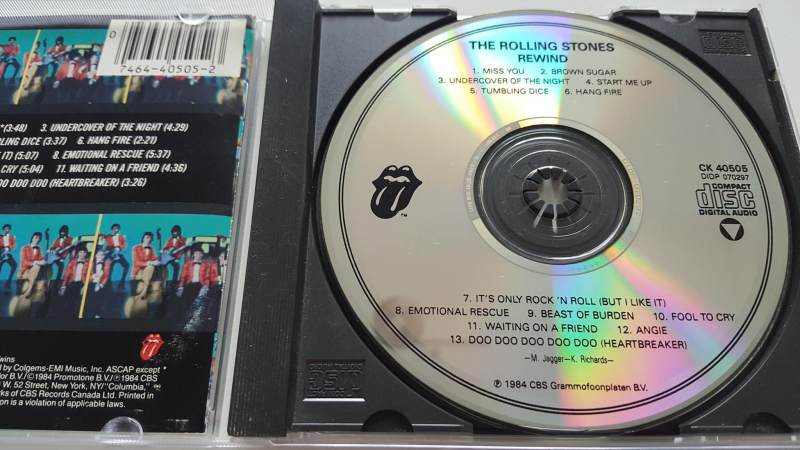 0
7464-40505-2
*(3:48) 3. UNDERCOVER OF THE NIGHT (4:29)
DICE (3:37) 6. HANG FIRE (2:21)
IT) (5:07) 8. EMOTIONAL RESCUE (5:37)
CRY (5:04) 11. WAITING ON A FRIEND (4:36)
DOO DOO DOO (HEARTBREAKER) (3:26)
by Colgems-EMI Music, Inc. ASCAP except *
B.V./©1984 Promotone B.V./Ⓟ1984 CBS
W. 52 Street, New York, NY/"Columbia,"
of CBS Records Canada Ltd. Printed in
is a violation of applicable laws.
THE ROLLING STONES
REWIND
1. MISS YOU 2. BROWN SUGAR
3. UNDERCOVER OF THE NIGHT 4. START ME UP
5. TUMBLING DICE 6. HANG FIRE
TM
CK 40505
DIDP 070297
COMPACT
disc
DIGITAL AUDIO
7. IT'S ONLY ROCK 'N ROLL (BUT I LIKE IT)
8. EMOTIONAL RESCUE 9. BEAST OF BURDEN 10. FOOL TO CRY
11. WAITING ON A FRIEND 12. ANGIE
13. DOO DOO DOO DOO DOO (HEARTBREAKER)
—M. Jagger—K. Richards—
Ⓟ 1984 CBS Grammofoonplaten B.V.